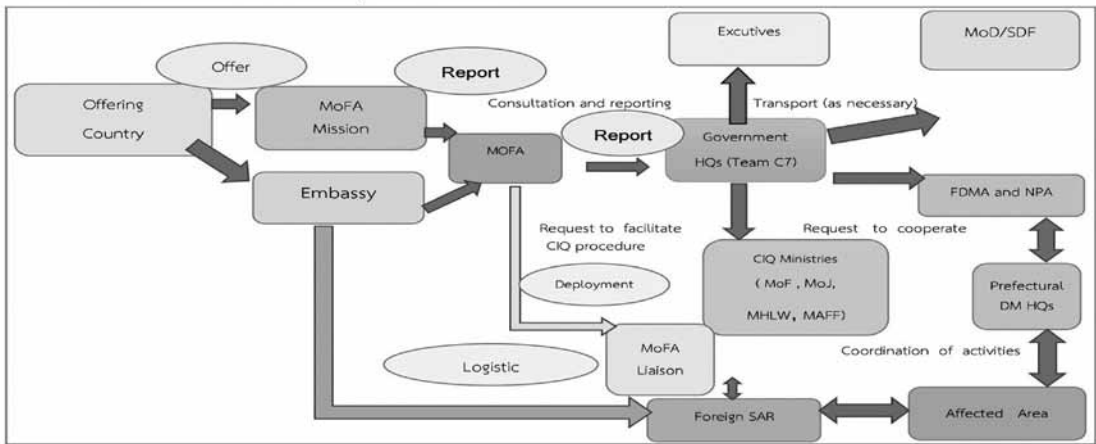 Excutives
MoD/SDF
Offer
Report
Offering
Country
MoFA
Mission
Consultation and reporting
Transport (as necessary)
Report
Government
HQs (Team C7)
MOFA
Embassy
FDMA and NPA
Request to facilitate
CIQ procedure
Request to cooperate
CIQ Ministries
( MoF , MoJ,
MHLW, MAFF)
Deployment
Prefectural
DM HQs
MoFA
Liaison
Logistic
Coordination of activities
Foreign SAR
Affected Area